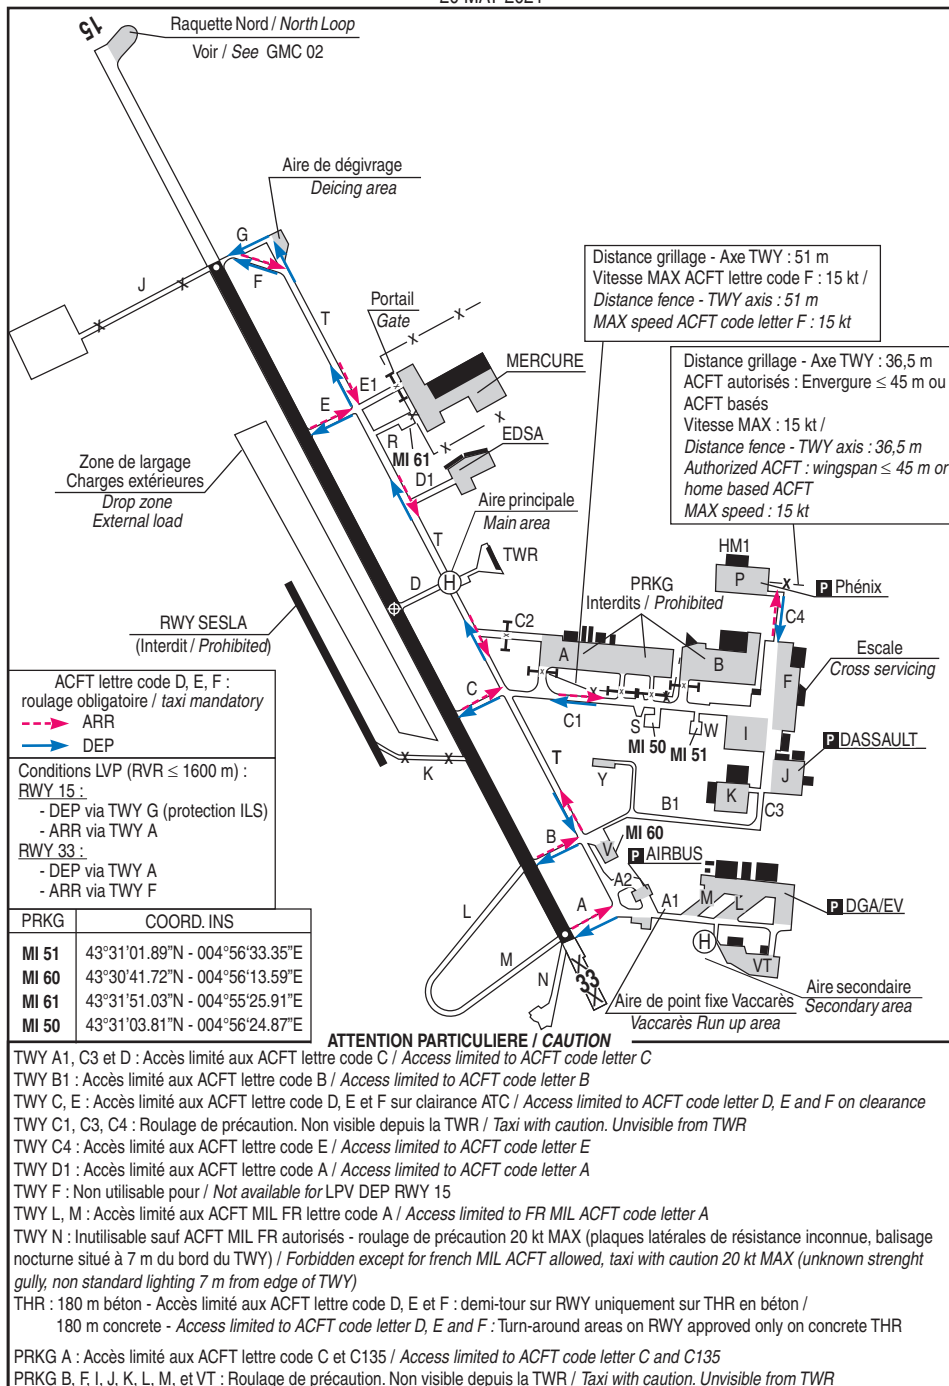 15
Raquette Nord / North Loop
Voir / See GMC 02
Aire de dégivrage
Deicing area
G
F
J
T
Portail
Gate
E1
E
R
MI 61
MERCURE
EDSA
D1
Distance grillage - Axe TWY : 51 m
Vitesse MAX ACFT lettre code F : 15 kt /
Distance fence - TWY axis : 51 m
MAX speed ACFT code letter F : 15 kt
Distance grillage - Axe TWY : 36,5 m
ACFT autorisés : Envergure ≤ 45 m ou
ACFT basés
Vitesse MAX : 15 kt /
Distance fence - TWY axis : 36,5 m
Authorized ACFT : wingspan ≤ 45 m or
home based ACFT
MAX speed : 15 kt
Zone de largage
Charges extérieures
Drop zone
External load
Aire principale
Main area
T
TWR
D
H
HM1
P
P Phénix
PRKG
Interdits / Prohibited
C2
C4
A
B
F
RWY SESLA
(Interdit / Prohibited)
Escale
Cross servicing
C
C1
S
MI 50
W
MI 51
I
P DASSAULT
J
ACFT lettre code D, E, F :
roulage obligatoire / taxi mandatory
ARR
DEP
K
T
Y
B1
K
C3
Conditions LVP (RVR ≤ 1600 m) :
RWY 15 :
- DEP via TWY G (protection ILS)
- ARR via TWY A
RWY 33 :
- DEP via TWY A
- ARR via TWY F
B
V
MI 60
P AIRBUS
A2
A1
M
L
P DGA/EV
L
A
M
N
33
H
VT
Aire secondaire
Secondary area
Aire de point fixe Vaccarès
Vaccarès Run up area
PRKG COORD. INS
MI 51 43°31’01.89”N - 004°56‘33.35”E
MI 60 43°30’41.72”N - 004°56‘13.59”E
MI 61 43°31’51.03”N - 004°55‘25.91”E
MI 50 43°31’03.81”N - 004°56‘24.87”E
ATTENTION PARTICULIERE / CAUTION
TWY A1, C3 et D : Accès limité aux ACFT lettre code C / Access limited to ACFT code letter C
TWY B1 : Accès limité aux ACFT lettre code B / Access limited to ACFT code letter B
TWY C, E : Accès limité aux ACFT lettre code D, E et F sur clairance ATC / Access limited to ACFT code letter D, E and F on clearance
TWY C1, C3, C4 : Roulage de précaution. Non visible depuis la TWR / Taxi with caution. Unvisible from TWR
TWY C4 : Accès limité aux ACFT lettre code E / Access limited to ACFT code letter E
TWY D1 : Accès limité aux ACFT lettre code A / Access limited to ACFT code letter A
TWY F : Non utilisable pour / Not available for LPV DEP RWY 15
TWY L, M : Accès limité aux ACFT MIL FR lettre code A / Access limited to FR MIL ACFT code letter A
TWY N : Inutilisable sauf ACFT MIL FR autorisés - roulage de précaution 20 kt MAX (plaques latérales de résistance inconnue, balisage
nocturne situé à 7 m du bord du TWY) / Forbidden except for french MIL ACFT allowed, taxi with caution 20 kt MAX (unknown strenght
gully, non standard lighting 7 m from edge of TWY)
THR : 180 m béton - Accès limité aux ACFT lettre code D, E et F : demi-tour sur RWY uniquement sur THR en béton /
180 m concrete - Access limited to ACFT code letter D, E and F : Turn-around areas on RWY approved only on concrete THR
PRKG A : Accès limité aux ACFT lettre code C et C135 / Access limited to ACFT code letter C and C135
PRKG B, F, I, J, K, L, M, et VT : Roulage de précaution. Non visible depuis la TWR / Taxi with caution. Unvisible from TWR